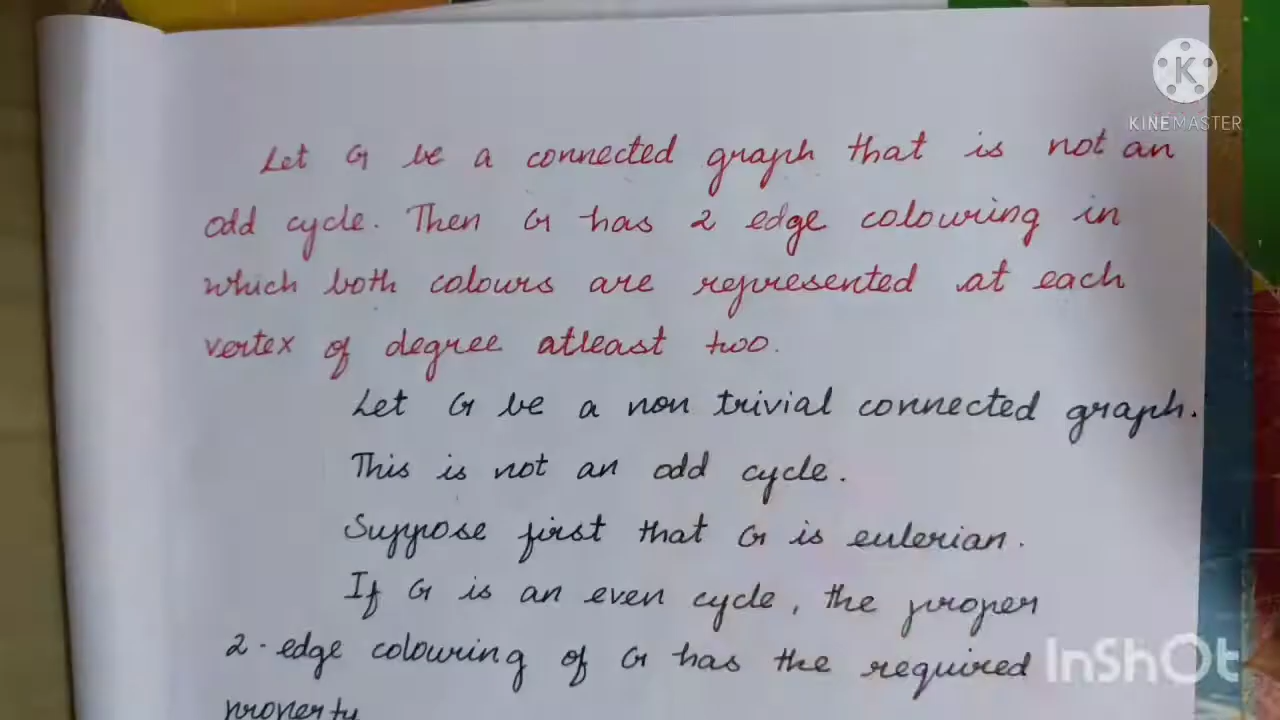 Let G be a connected graph that is not an
odd cycle. Then G has 2 edge colouring in
which both colours are represented at each
vertex of degree atleast two.
Let G be a non trivial connected graph.
This is not an odd cycle.
Suppose first that G is eulerian.
If G is an even cycle, the proper
2-edge colouring of G has the required
property
K
KINEMASTER
InShOt